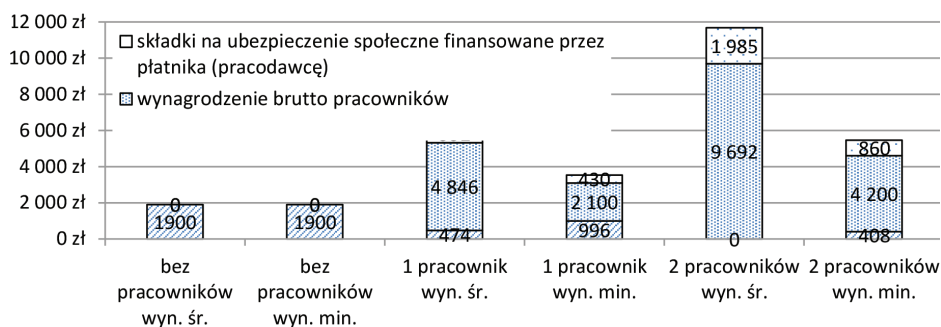 12 000 zł
10 000 zł
8 000 zł
6 000 zł
4 000 zł
2 000 zł
0 zł
składki na ubezpieczenie społeczne finansowane przez
płatnika (pracodawcę)
wynagrodzenie brutto pracowników
0
1900
0
1900
4 846
474
430
2 100
996
1 985
9 692
0
860
4 200
408
bez
pracowników
wyn. śr.
bez
pracowników
wyn. min.
1 pracownik
wyn. śr.
1 pracownik
wyn. min.
2 pracowników
wyn. śr.
2 pracowników
wyn. min.